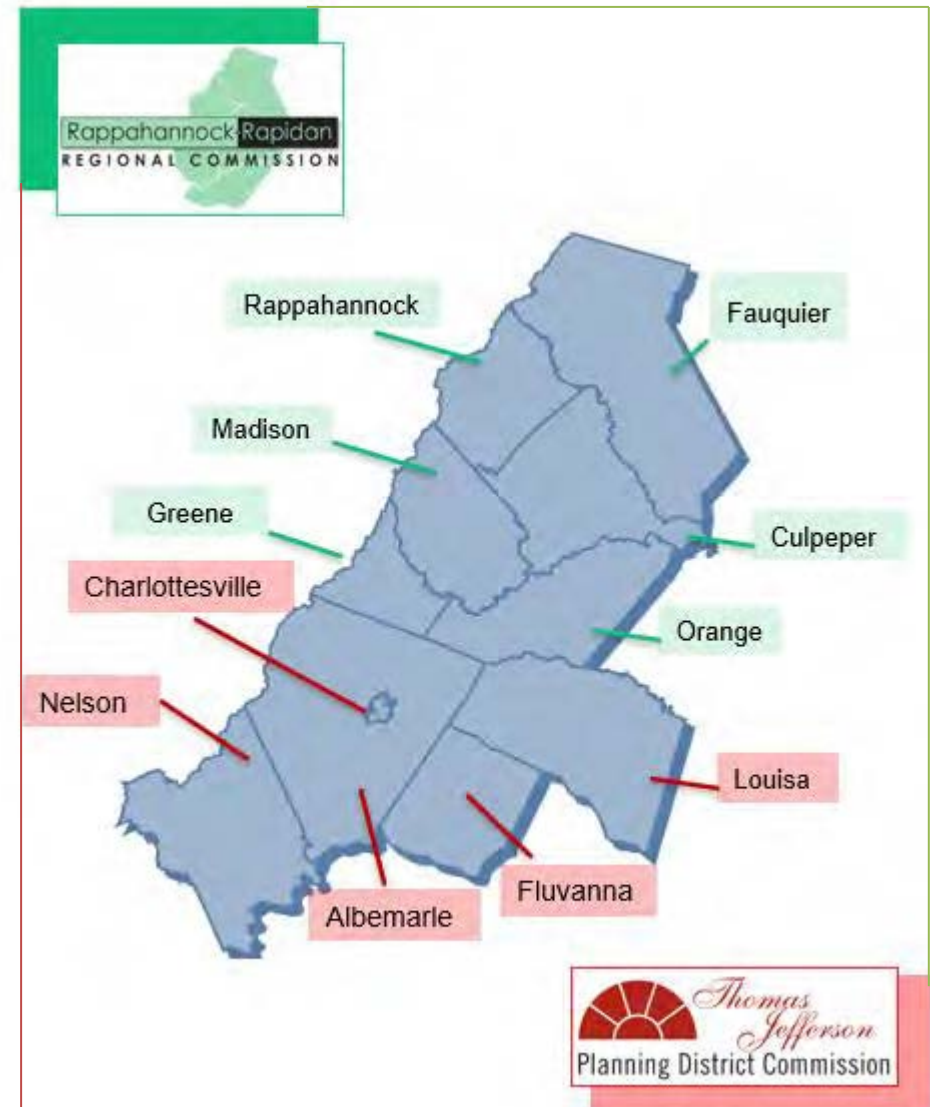 Rappahannock-Rapidan
REGIONAL COMMISSION
Rappahannock
Fauquier
Madison
Greene
Culpeper
Charlottesville
Orange
Nelson
Louisa
Fluvanna
Albemarle
Thomas
Jefferson
Planning District Commission